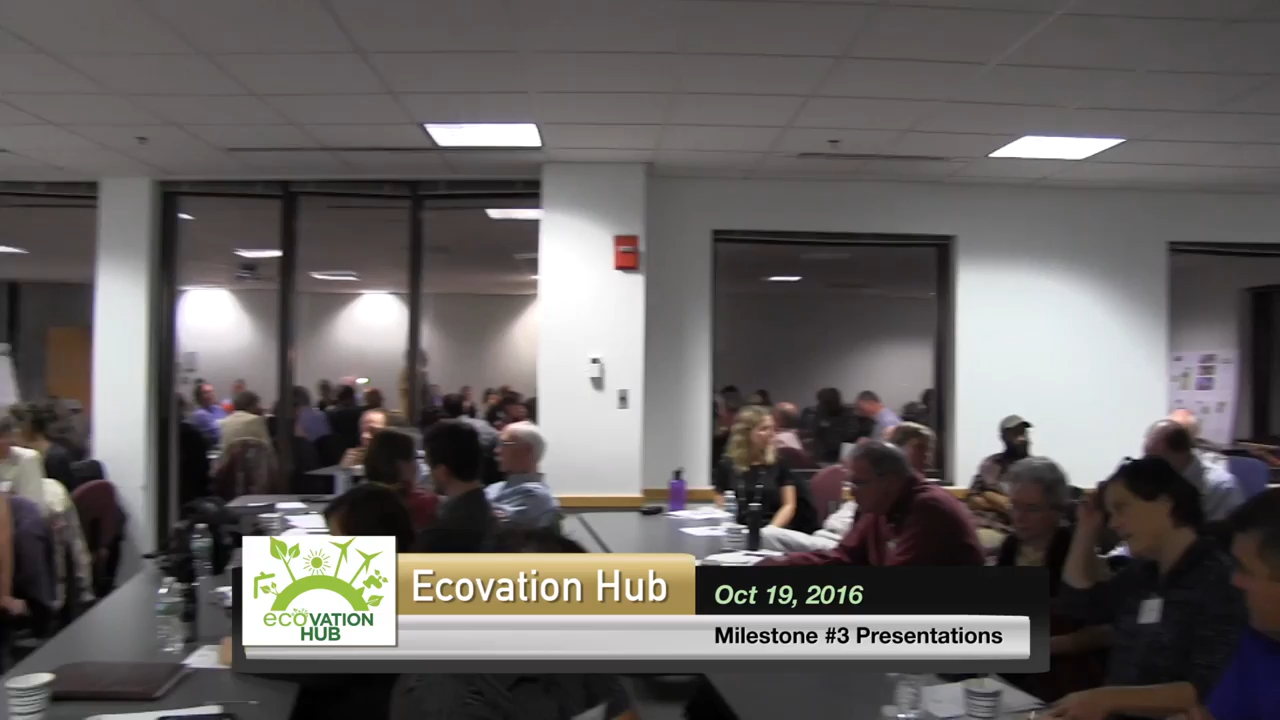 Ecovation Hub
Oct 19, 2016
Milestone #3 Presentations
ecoVATION
HUB